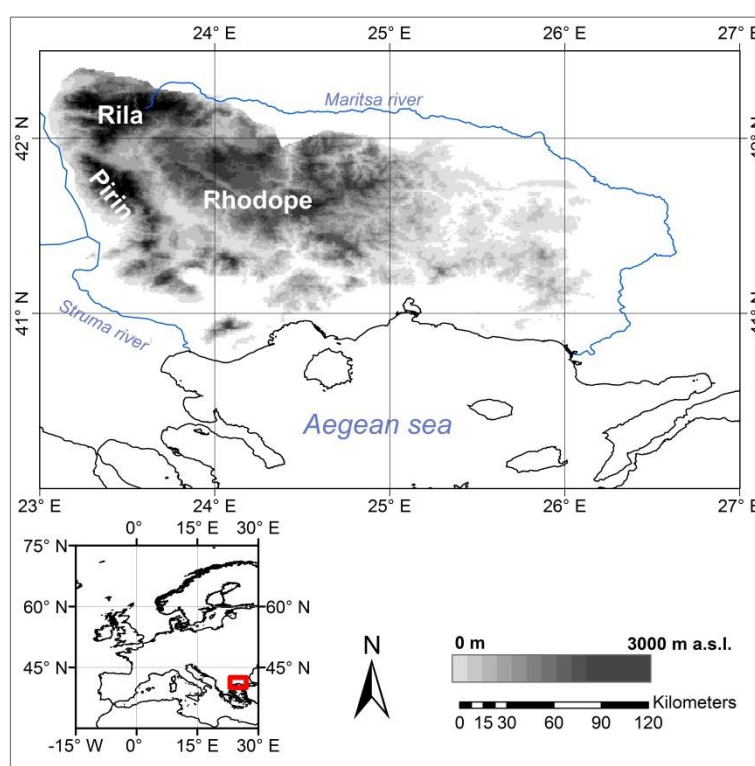 24° E 25° E 26° E 27° E
Maritsa river
Rila
42° N
Pirin
Rhodope
41° N 41° N
Struma river
Aegean sea
23° E 24° E 25° E 26° E 27° E
0° 15° E 30° E
75° N
60° N 60° N
45° N 45° N
-15° W 0° 15° E 30° E
N
0 m 3000 m a.s.l.
Kilometers
0 15 30 60 90 120